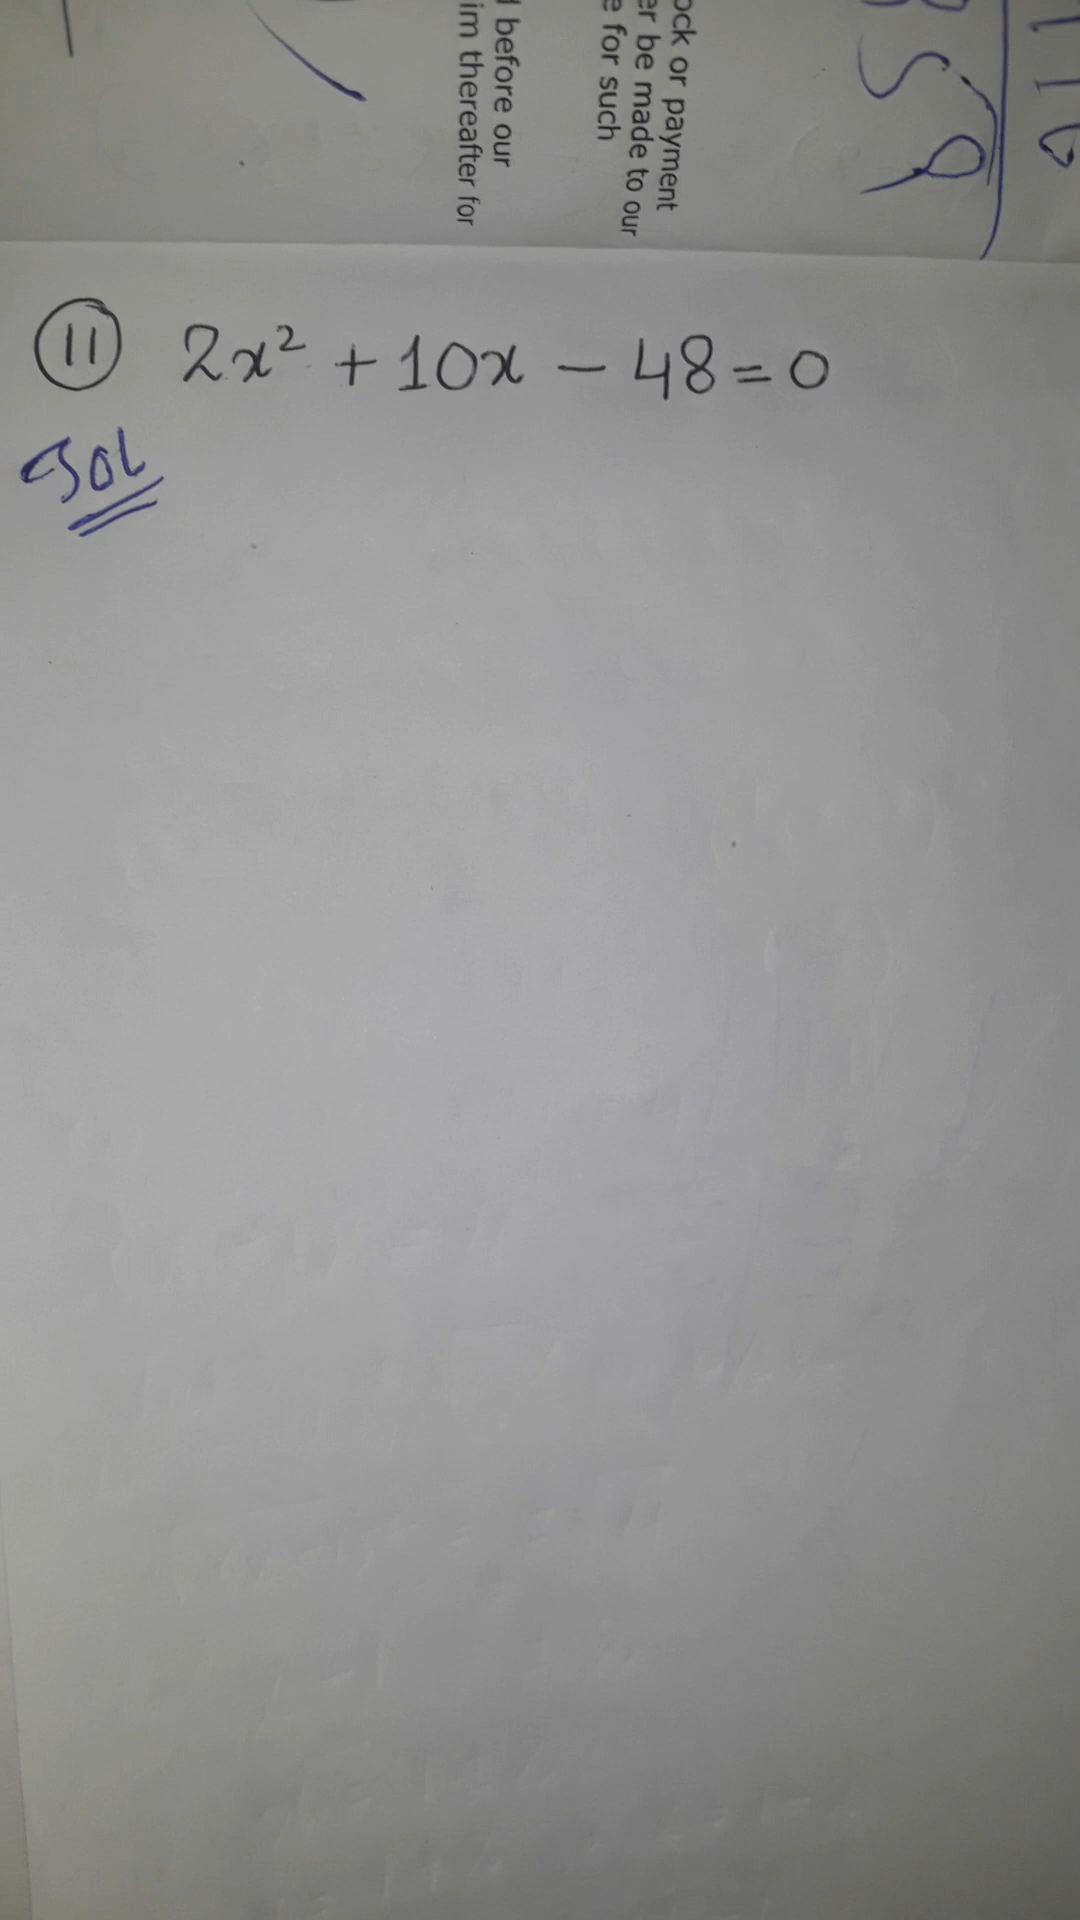 ock or payment
er be made to our
e for such
d before our
im thereafter for
11 2x² + 10x - 48 = 0
Sol